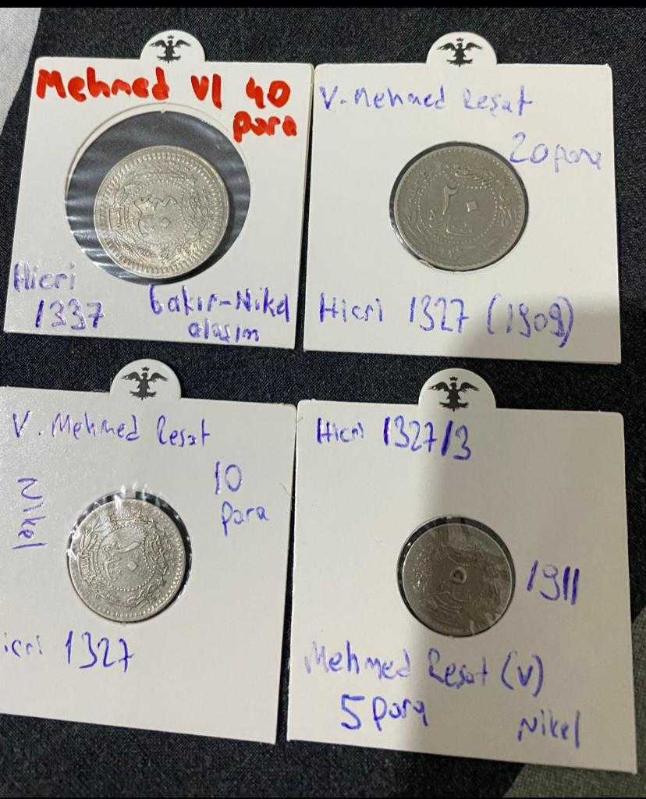 Mehmed VI 40
para
Hicri
1337
bakır-Nikel
alaşım
V. Mehmed Reşat
20 para
Hicri 1327 (1909)
V. Mehmed Reşat
Nikel
10
para
icri 1327
Hicri 1327/3
1911
Mehmed Reşat (V)
5 para
Nikel